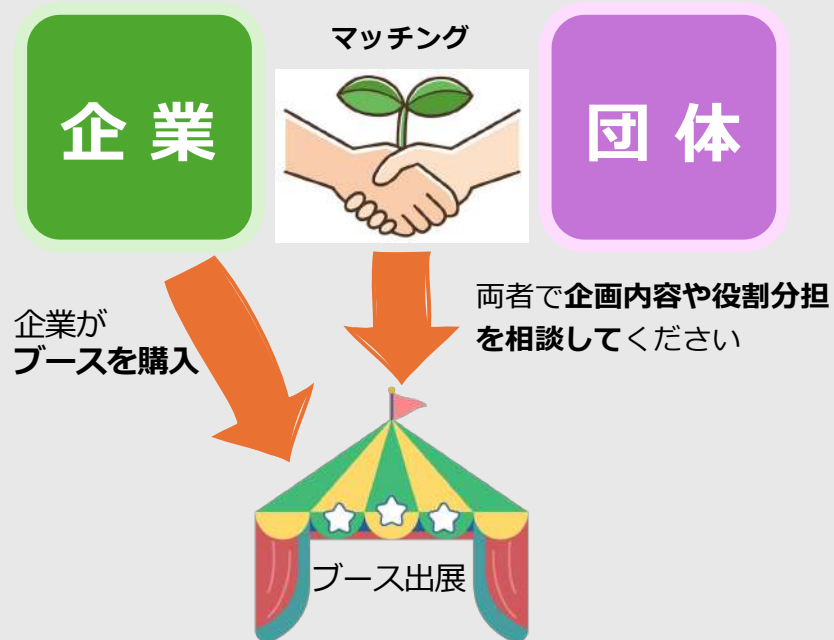 マッチング
企業
団体
企業が
ブースを購入
両者で企画内容や役割分担
を相談してください
ブース出展